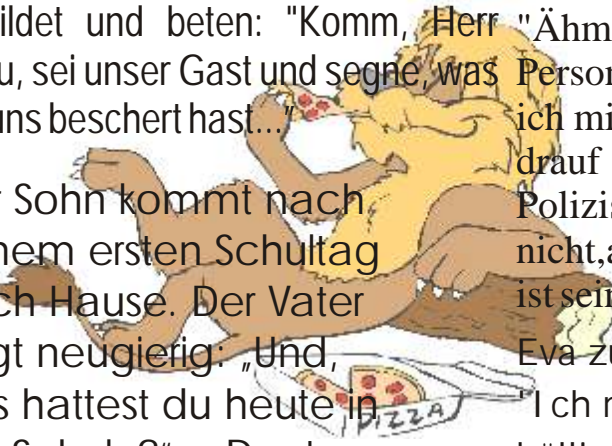 ildet und beten: "Komm, Herr
u, sei unser Gast und segne, was
uns beschert hast..."
r Sohn kommt nach
nem ersten Schultag
ch Hause. Der Vater
gt neugierig: „Und,
s hattest du heute in
PIZZA
"Ähm
Person
ich mi
drauf
Polizis
nicht,a
ist sein
Eva zu
"Ich